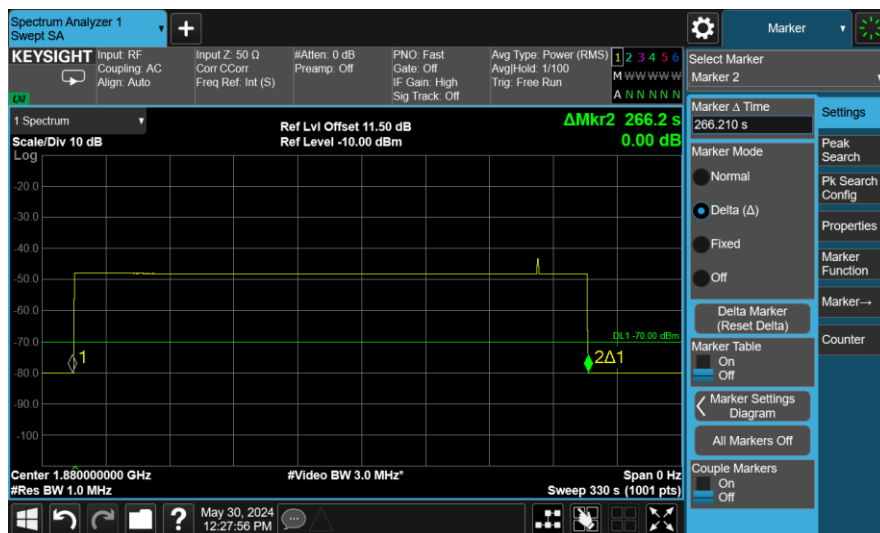 Spectrum Analyzer 1
Swept SA
Marker
KEYSIGHT
Input: RF
Coupling: AC
Align: Auto
Input Z: 50 Ω
Corr CCorr
Freq Ref: Int (S)
#Atten: 0 dB
Preamp: Off
PNO: Fast
Gate: Off
IF Gain: High
Sig Track: Off
Avg Type: Power (RMS)
Avg|Hold: 1/100
Trig: Free Run
1 2 3 4 5 6
M W W W W W
A N N N N N
LXI
Select Marker
Marker 2
1 Spectrum
Scale/Div 10 dB
Log
Ref Lvl Offset 11.50 dB
Ref Level -10.00 dBm
ΔMkr2 266.2 s
0.00 dB
-20.0
-30.0
-40.0
-50.0
-60.0
-70.0
-80.0
-90.0
-100
DL1 -70.00 dBm
1
2Δ1
Center 1.880000000 GHz
#Res BW 1.0 MHz
#Video BW 3.0 MHz*
Span 0 Hz
Sweep 330 s (1001 pts)
Marker Δ Time
266.210 s
Marker Mode
Normal
Delta (Δ)
Fixed
Off
Delta Marker
(Reset Delta)
Marker Table
On
Off
Marker Settings
Diagram
All Markers Off
Couple Markers
On
Off
Settings
Peak
Search
Pk Search
Config
Properties
Marker
Function
Marker→
Counter
?
May 30, 2024
12:27:56 PM